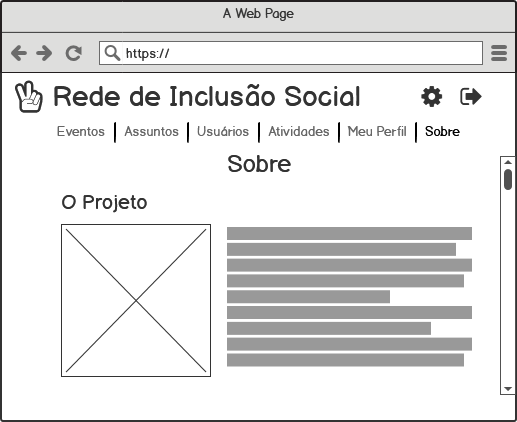 A Web Page
https://
Rede de Inclusão Social
Eventos Assuntos Usuários Atividades Meu Perfil Sobre
Sobre
O Projeto